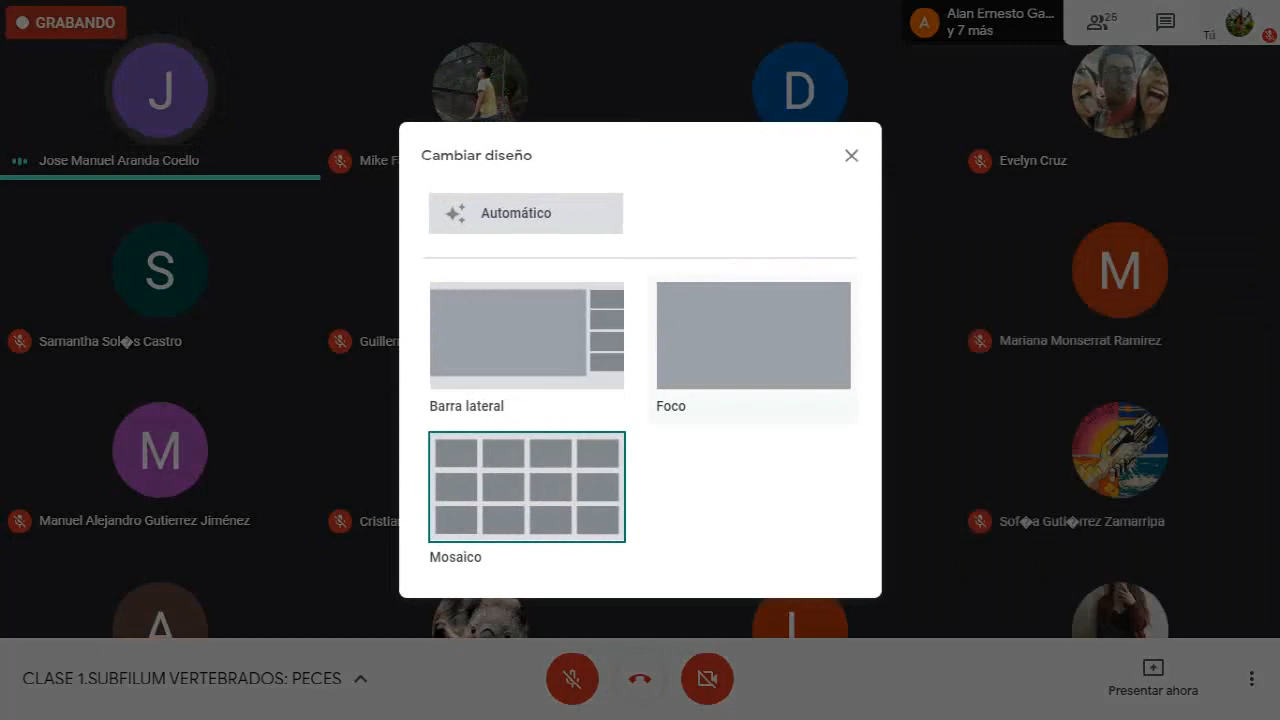 GRABANDO
Alan Ernesto Ga...
y 7 más
25
Tú
A
J
D
Jose Manuel Aranda Coello
Mike F
Evelyn Cruz
Cambiar diseño
Automático
S
M
Samantha Sol�s Castro
Guillen
Mariana Monserrat Ramirez
Barra lateral
Foco
M
Manuel Alejandro Gutierrez Jiménez
Cristian
Sof�a Guti�rrez Zamarripa
Mosaico
A
L
CLASE 1.SUBFILUM VERTEBRADOS: PECES
Presentar ahora